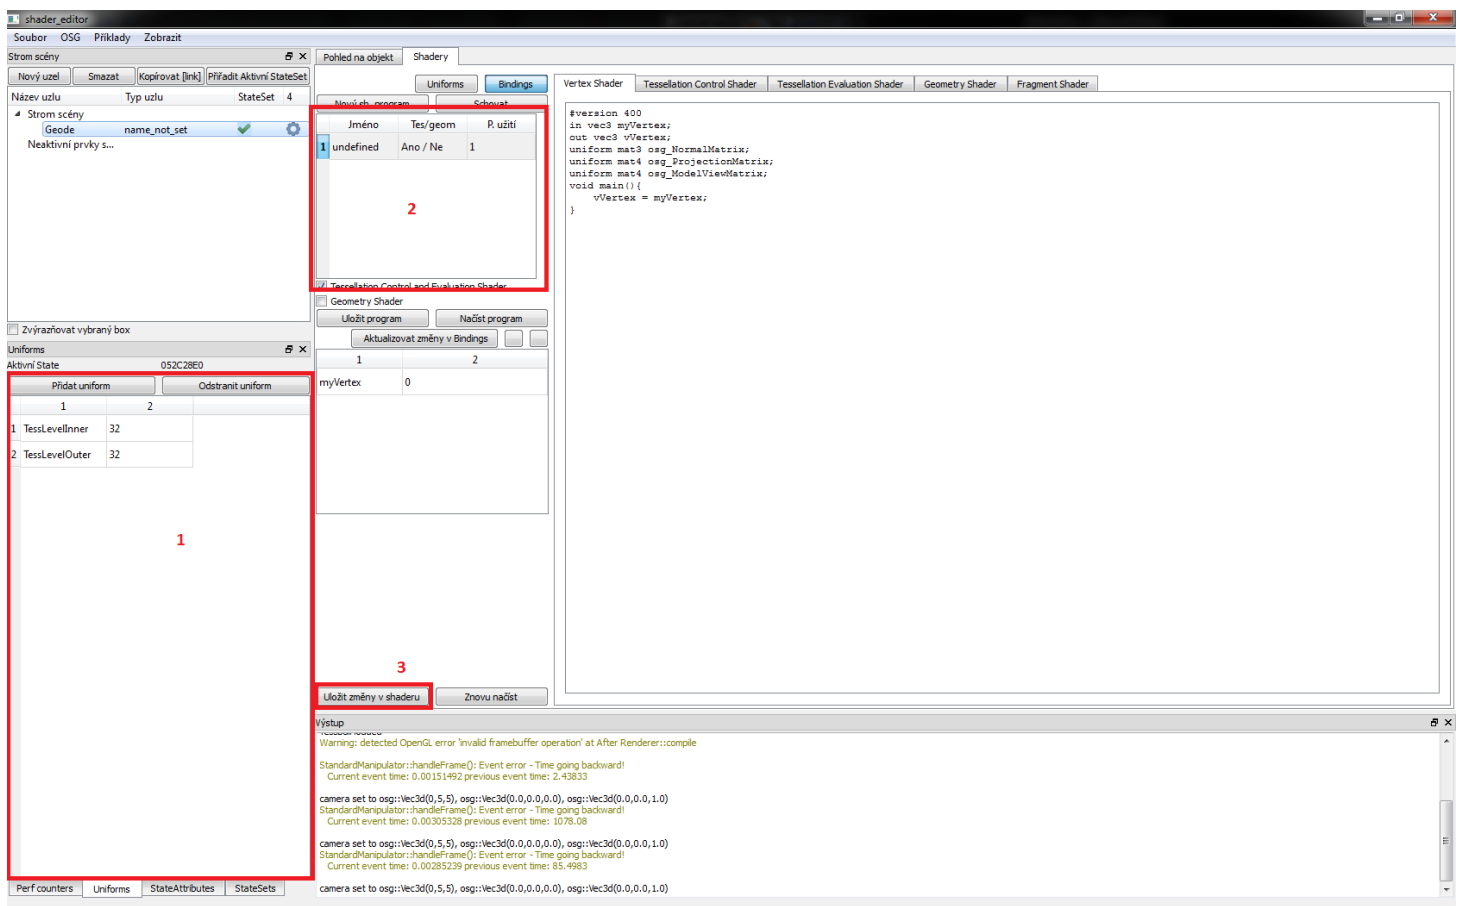 shader_editor
Soubor OSG Příklady Zobrazit
Strom scény
Nový uzel Smazat Kopírovat [link] Přiřadit Aktivní StateSet
Název uzlu Typ uzlu StateSet 4
Strom scény
Geode name_not_set
Neaktivní prvky s...
Zvýrazňovat vybraný box
Uniforms
Aktivní State 052C28E0
Přidat uniform Odstranit uniform
1 2
1 TessLevelInner 32
2 TessLevelOuter 32
1
Perf counters Uniforms StateAttributes StateSets
Pohled na objekt Shadery
Uniforms Bindings
Nový sh. program Schovat
Jméno Tes/geom P. užití
1 undefined Ano / Ne 1
2
Tessellation Control and Evaluation Shader
Geometry Shader
Uložit program Načíst program
Aktualizovat změny v Bindings
1 2
myVertex 0
3
Uložit změny v shaderu Znovu načíst
Vertex Shader Tessellation Control Shader Tessellation Evaluation Shader Geometry Shader Fragment Shader
#version 400
in vec3 myVertex;
out vec3 vVertex;
uniform mat3 osg_NormalMatrix;
uniform mat4 osg_ProjectionMatrix;
uniform mat4 osg_ModelViewMatrix;
void main(){
vVertex = myVertex;
}
Výstup
Warning: detected OpenGL error 'invalid framebuffer operation' at After Renderer::compile
StandardManipulator::handleFrame(): Event error - Time going backward!
Current event time: 0.00151492 previous event time: 2.43833
camera set to osg::Vec3d(0,5,5), osg::Vec3d(0.0,0.0,0.0), osg::Vec3d(0.0,0.0,1.0)
StandardManipulator::handleFrame(): Event error - Time going backward!
Current event time: 0.00305328 previous event time: 1078.08
camera set to osg::Vec3d(0,5,5), osg::Vec3d(0.0,0.0,0.0), osg::Vec3d(0.0,0.0,1.0)
StandardManipulator::handleFrame(): Event error - Time going backward!
Current event time: 0.00285239 previous event time: 85.4983
camera set to osg::Vec3d(0,5,5), osg::Vec3d(0.0,0.0,0.0), osg::Vec3d(0.0,0.0,1.0)